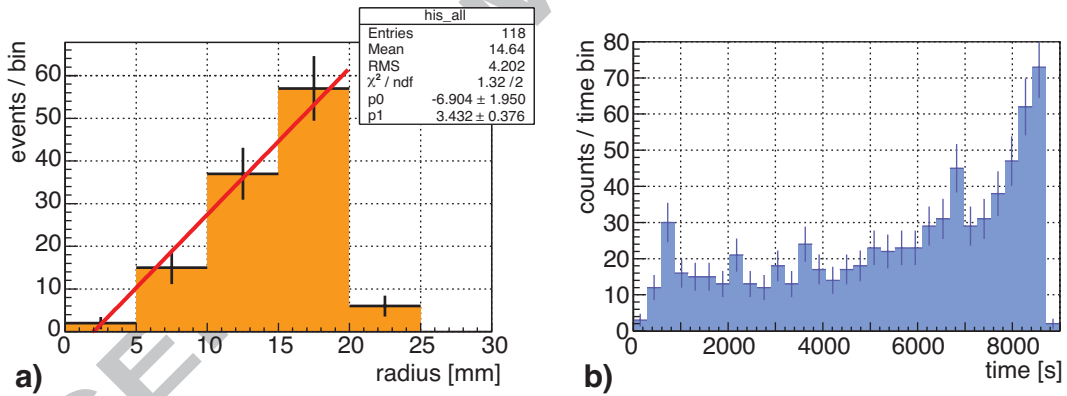 his_all
Entries 118
Mean 14.64
RMS 4.202
χ² / ndf 1.32 / 2
p0 -6.904 ± 1.950
p1 3.432 ± 0.376
events / bin
60
50
40
30
20
10
0
0 5 10 15 20 25 30
radius [mm]
a)
counts / time bin
80
70
60
50
40
30
20
10
0
0 2000 4000 6000 8000
time [s]
b)